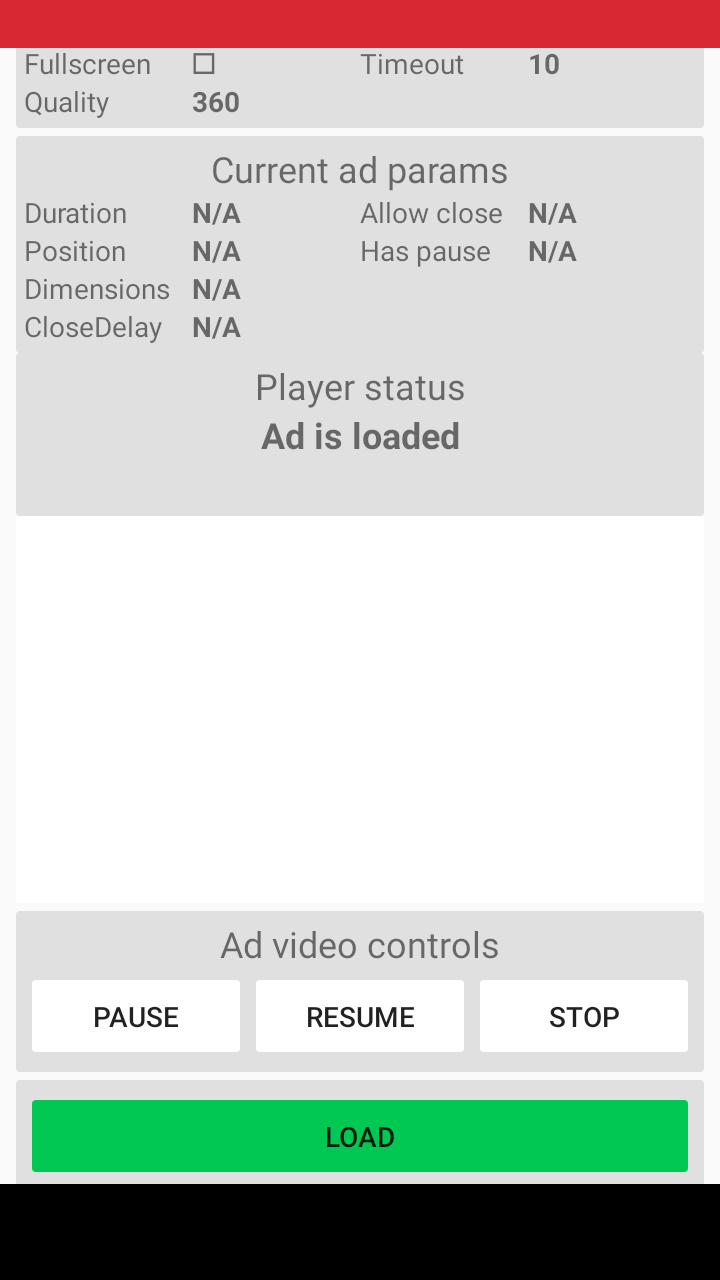 Fullscreen ☐ Timeout 10
Quality 360
Current ad params
Duration N/A Allow close N/A
Position N/A Has pause N/A
Dimensions N/A
CloseDelay N/A
Player status
Ad is loaded
Ad video controls
PAUSE RESUME STOP
LOAD